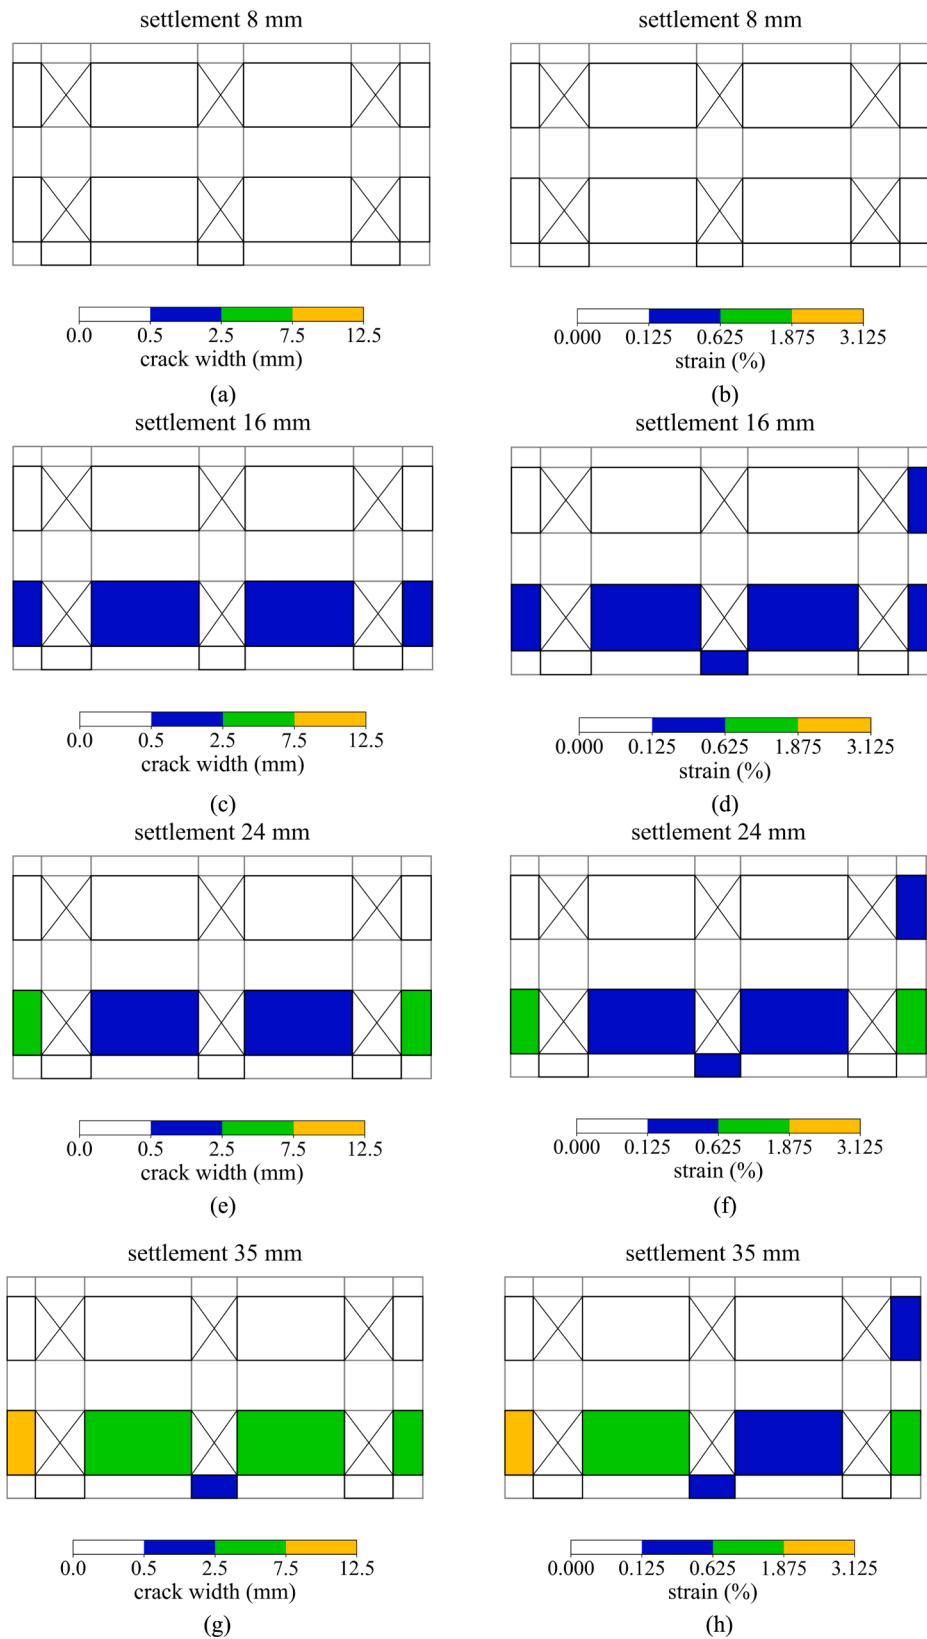 settlement 8 mm
settlement 8 mm
0.0 0.5 2.5 7.5 12.5
crack width (mm)
(a)
0.000 0.125 0.625 1.875 3.125
strain (%)
(b)
settlement 16 mm
settlement 16 mm
0.0 0.5 2.5 7.5 12.5
crack width (mm)
(c)
0.000 0.125 0.625 1.875 3.125
strain (%)
(d)
settlement 24 mm
settlement 24 mm
0.0 0.5 2.5 7.5 12.5
crack width (mm)
(e)
0.000 0.125 0.625 1.875 3.125
strain (%)
(f)
settlement 35 mm
settlement 35 mm
0.0 0.5 2.5 7.5 12.5
crack width (mm)
(g)
0.000 0.125 0.625 1.875 3.125
strain (%)
(h)